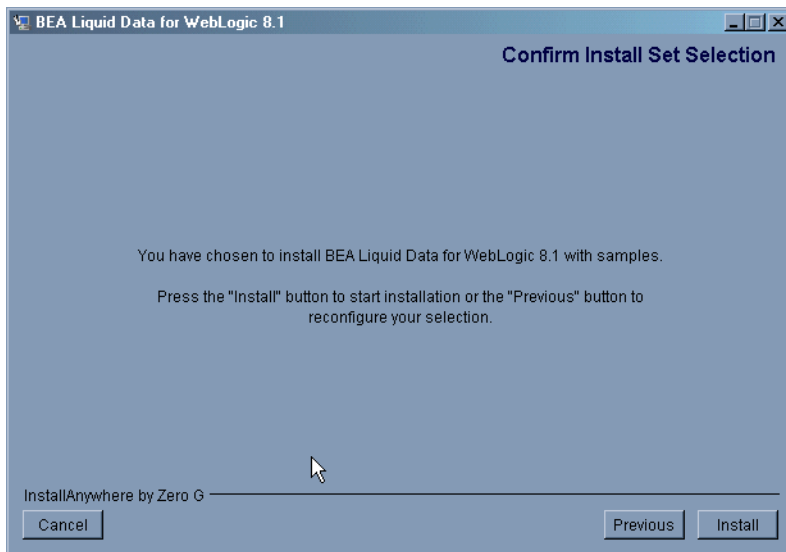 BEA Liquid Data for WebLogic 8.1
Confirm Install Set Selection
You have chosen to install BEA Liquid Data for WebLogic 8.1 with samples.
Press the "Install" button to start installation or the "Previous" button to
reconfigure your selection.
InstallAnywhere by Zero G
Cancel
Previous
Install